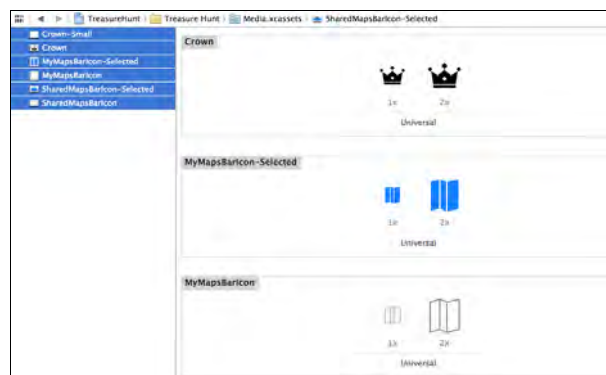 TreasureHunt Treasure Hunt Media.xcassets SharedMapsBarIcon-Selected
Crown-Small
Crown
MyMapsBarIcon-Selected
MyMapsBarIcon
SharedMapsBarIcon-Selected
SharedMapsBarIcon
Crown
1x 2x
Universal
MyMapsBarIcon-Selected
1x 2x
Universal
MyMapsBarIcon
1x 2x
Universal